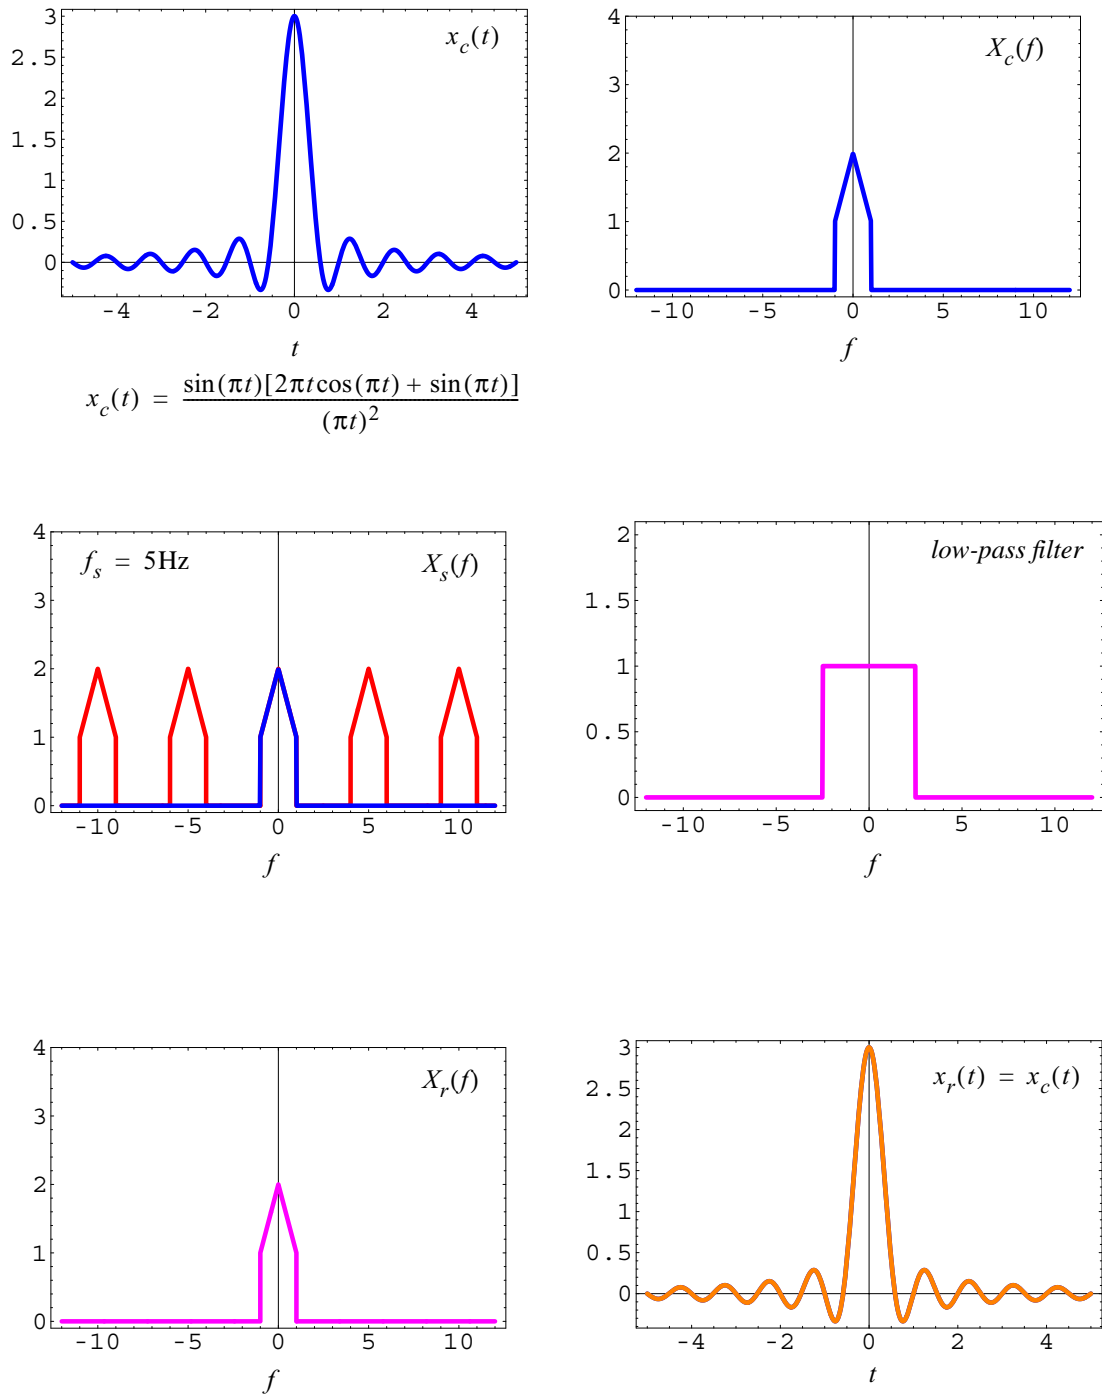 3
2.5
2
1.5
1
0.5
0
x_c(t)
-4 -2 0 2 4
t
x_c(t) = sin(πt)[2πtcos(πt) + sin(πt)] / (πt)^2
4
3
2
1
0
X_c(f)
-10 -5 0 5 10
f
4
3
2
1
0
f_s = 5Hz X_s(f)
-10 -5 0 5 10
f
2
1.5
1
0.5
0
low-pass filter
-10 -5 0 5 10
f
4
3
2
1
0
X_r(f)
-10 -5 0 5 10
f
3
2.5
2
1.5
1
0.5
0
x_r(t) = x_c(t)
-4 -2 0 2 4
t